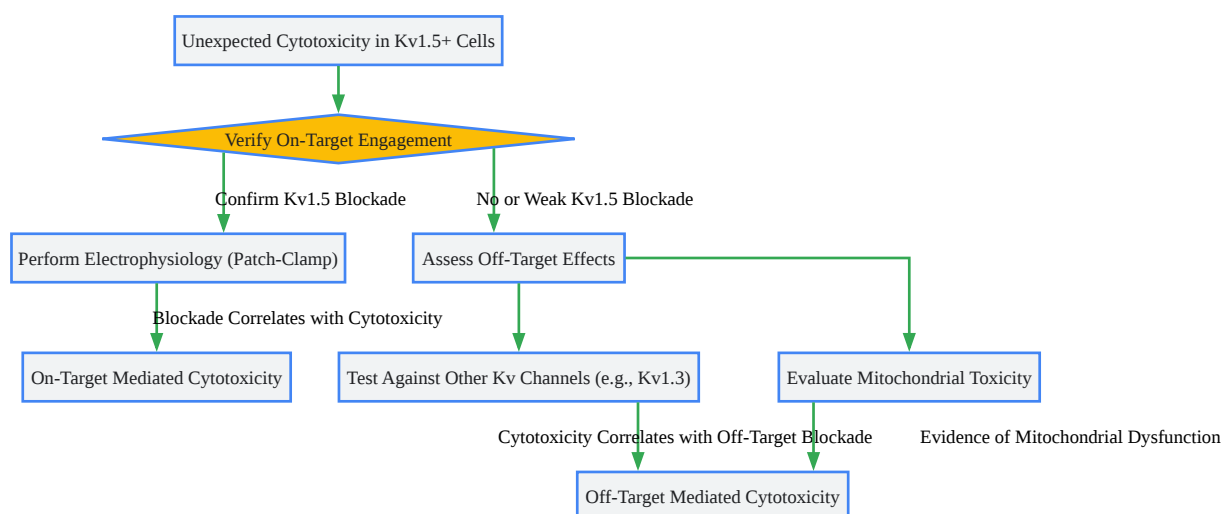 Unexpected Cytotoxicity in Kv1.5+ Cells
Verify On-Target Engagement
Confirm Kv1.5 Blockade
No or Weak Kv1.5 Blockade
Perform Electrophysiology (Patch-Clamp)
Assess Off-Target Effects
Blockade Correlates with Cytotoxicity
On-Target Mediated Cytotoxicity
Test Against Other Kv Channels (e.g., Kv1.3)
Evaluate Mitochondrial Toxicity
Cytotoxicity Correlates with Off-Target Blockade
Evidence of Mitochondrial Dysfunction
Off-Target Mediated Cytotoxicity